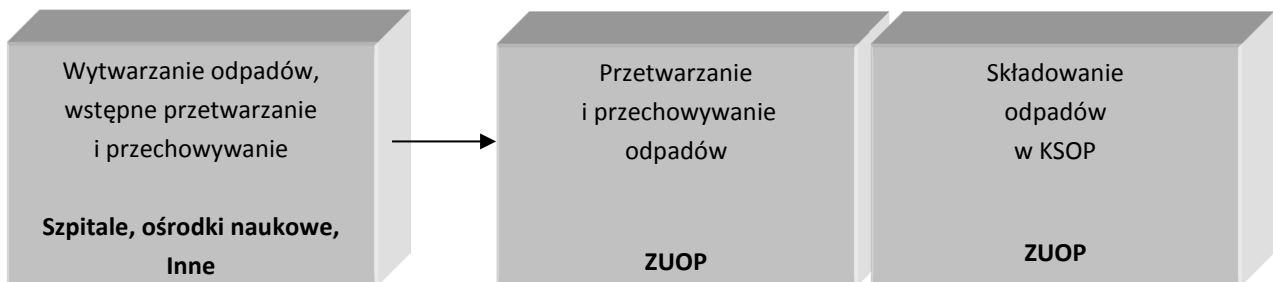 Wytwarzanie odpadów,
wstępne przetwarzanie
i przechowywanie
Szpitale, ośrodki naukowe,
Inne
Przetwarzanie
i przechowywanie
odpadów
ZUOP
Składowanie
odpadów
w KSOP
ZUOP